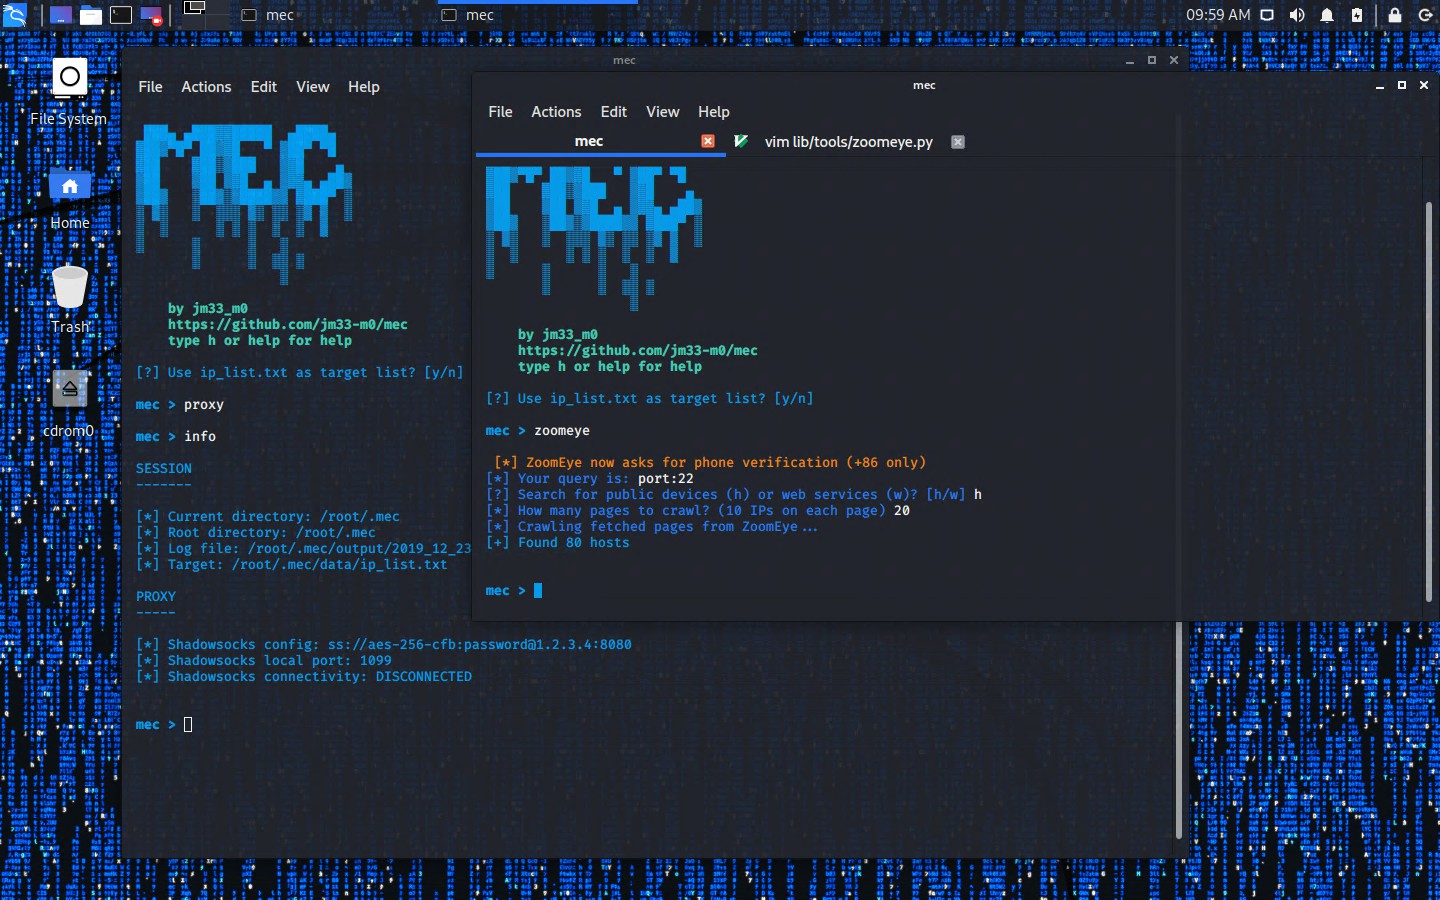 mec
mec
09:59 AM
File System
Home
Trash
cdrom0
mec
File Actions Edit View Help
mec
by jm33_m0
https://github.com/jm33-m0/mec
type h or help for help
[?] Use ip_list.txt as target list? [y/n]
mec > proxy
mec > info
SESSION
-------
[*] Current directory: /root/.mec
[*] Root directory: /root/.mec
[*] Log file: /root/.mec/output/2019_12_23
[*] Target: /root/.mec/data/ip_list.txt
PROXY
-----
[*] Shadowsocks config: ss://aes-256-cfb:password@1.2.3.4:8080
[*] Shadowsocks local port: 1099
[*] Shadowsocks connectivity: DISCONNECTED
mec >
mec
File Actions Edit View Help
mec
vim lib/tools/zoomeye.py
mec
by jm33_m0
https://github.com/jm33-m0/mec
type h or help for help
[?] Use ip_list.txt as target list? [y/n]
mec > zoomeye
[*] ZoomEye now asks for phone verification (+86 only)
[*] Your query is: port:22
[?] Search for public devices (h) or web services (w)? [h/w] h
[*] How many pages to crawl? (10 IPs on each page) 20
[*] Crawling fetched pages from ZoomEye...
[+] Found 80 hosts
mec >